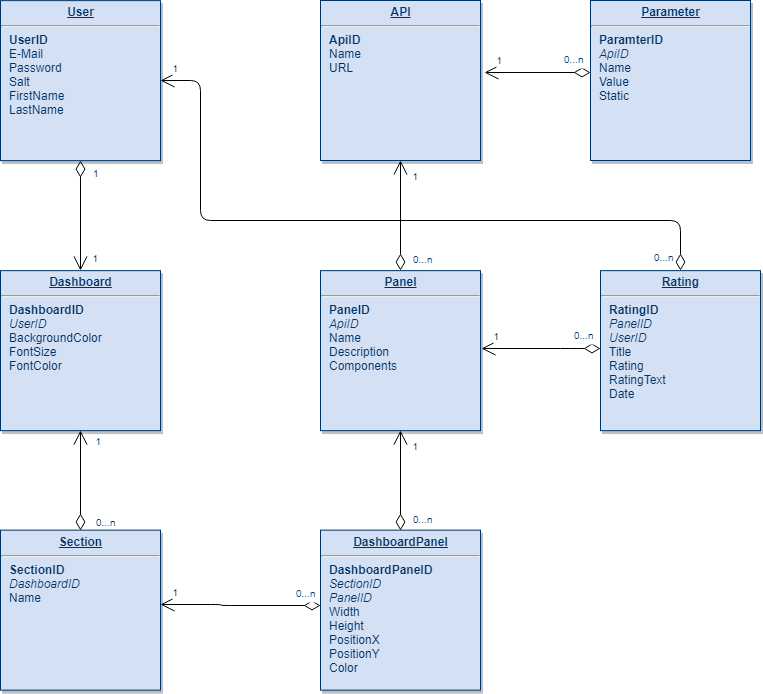 User
UserID
E-Mail
Password
Salt
FirstName
LastName
API
ApiID
Name
URL
Parameter
ParamterID
ApiID
Name
Value
Static
1
1
0...n
1
1
1
0...n
0...n
Dashboard
DashboardID
UserID
BackgroundColor
FontSize
FontColor
Panel
PanelID
ApiID
Name
Description
Components
Rating
RatingID
PanelID
UserID
Title
Rating
RatingText
Date
1
0...n
1
1
0...n
0...n
Section
SectionID
DashboardID
Name
DashboardPanel
DashboardPanelID
SectionID
PanelID
Width
Height
PositionX
PositionY
Color
1
0...n